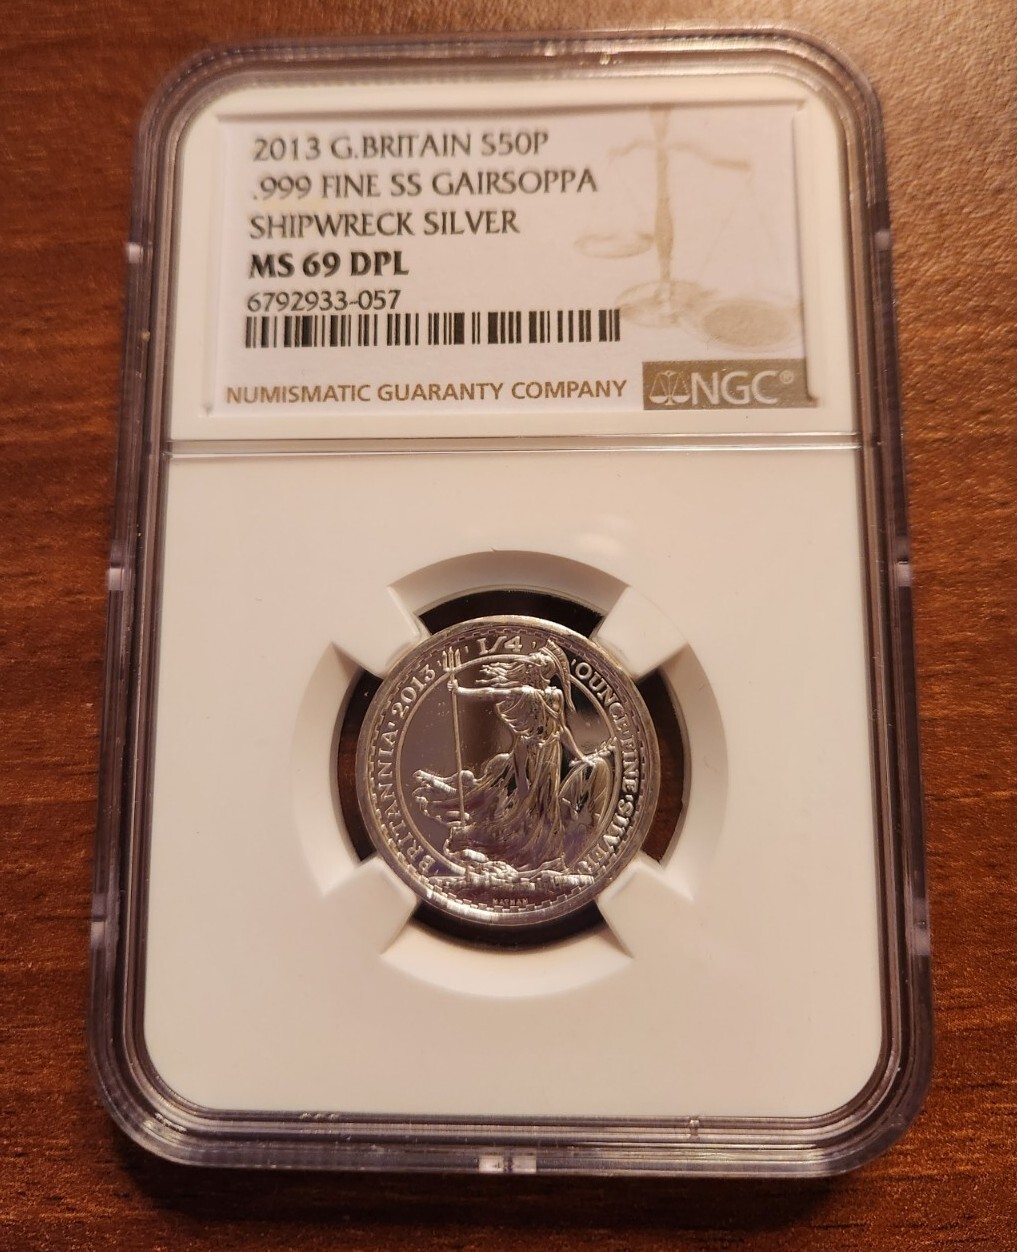 2013 G.BRITAIN S50P
.999 FINE SS GAIRSOPPA
SHIPWRECK SILVER
MS 69 DPL
6792933-057
NUMISMATIC GUARANTY COMPANY
NGC®
BRITANNIA · 2013 · 1/4 · OUNCE · FINE · SILVER
NATHAN